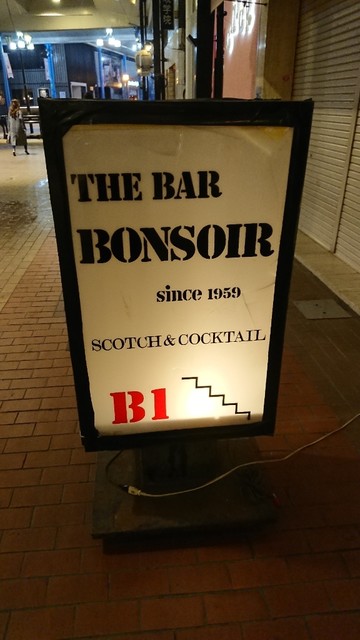 THE BAR
BONSOIR
since 1959
SCOTCH & COCKTAIL
B1